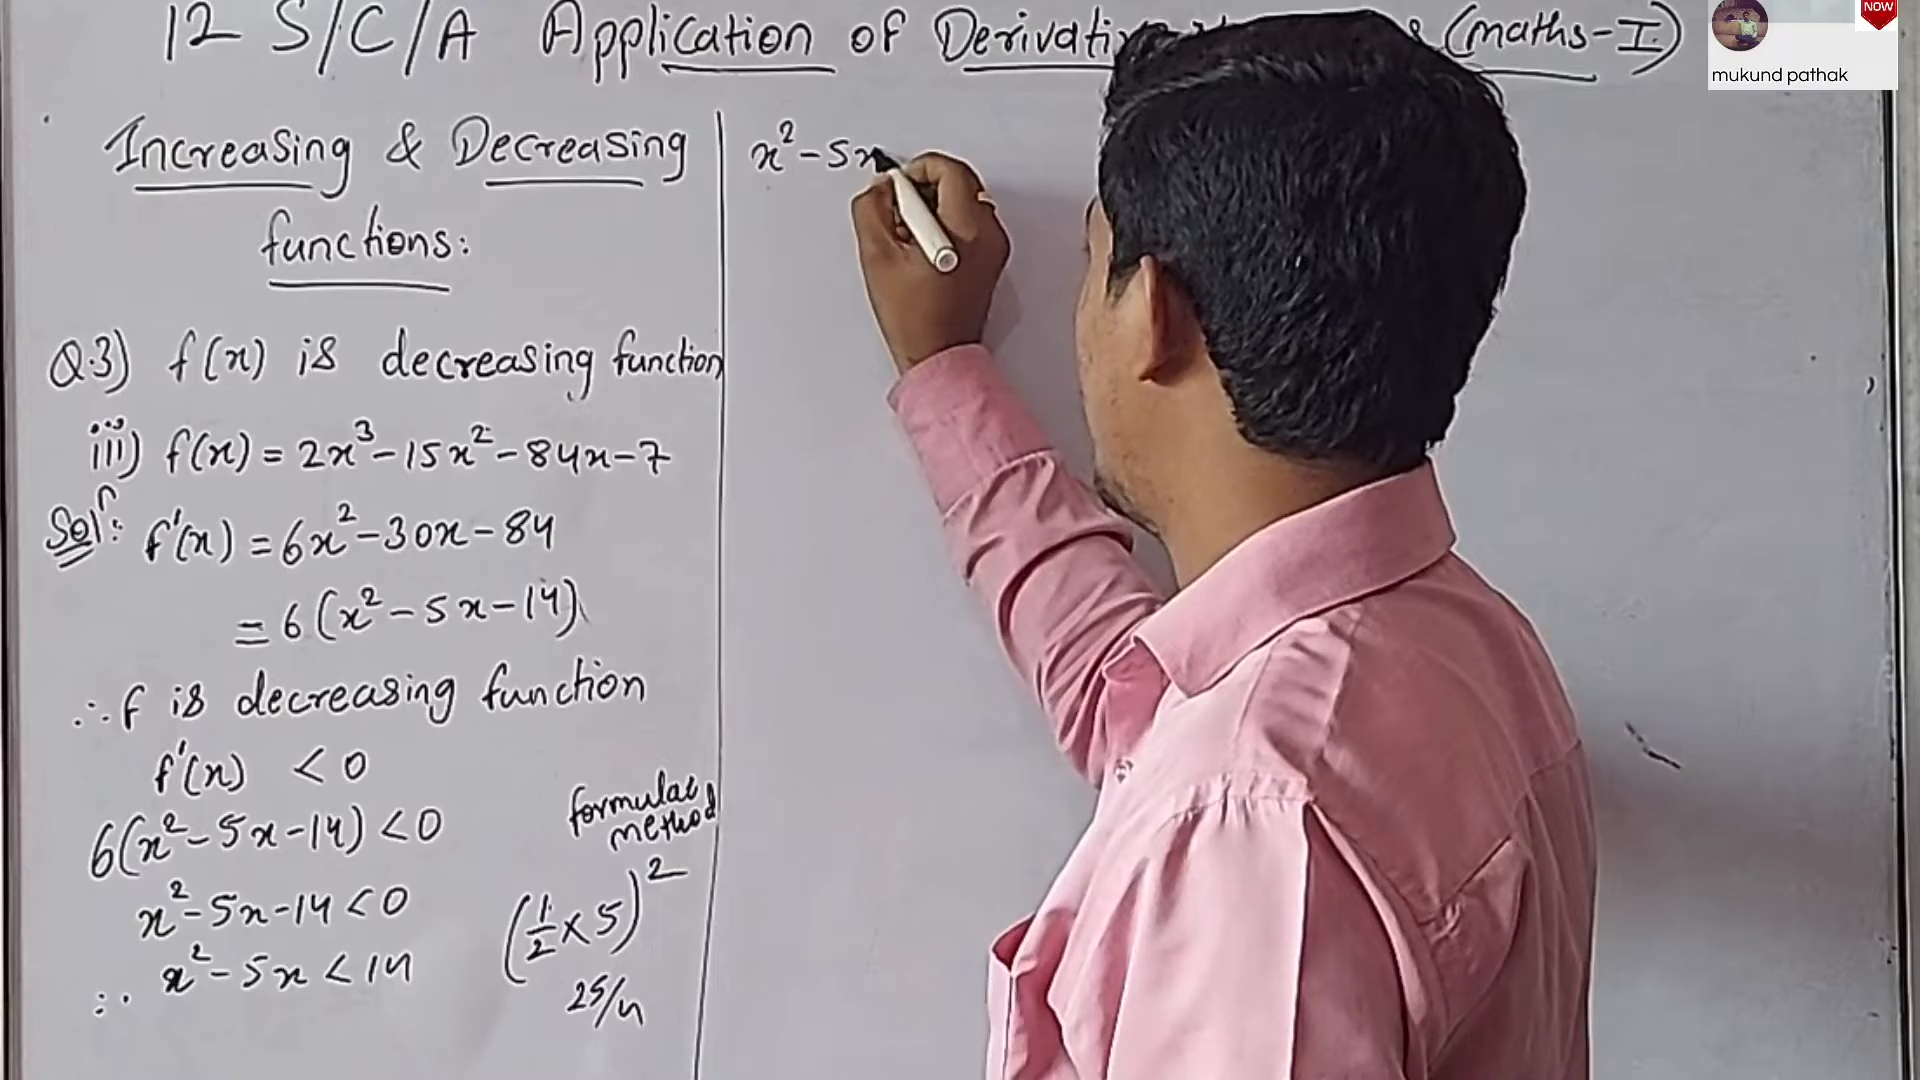 12 S/C/A Application of Derivati (maths-I)
NOW
mukund pathak
Increasing & Decreasing
functions:
Q.3) f(x) is decreasing function
iii) f(x) = 2x³-15x²-84x-7
Solⁿ: f'(x) = 6x²-30x-84
= 6(x²-5x-14)
∴ f is decreasing function
f'(x) < 0
6(x²-5x-14) < 0
x²-5x-14 < 0
∴ x²-5x < 14
formulae
method
(1/2 × 5)²
25/4
x²-5x